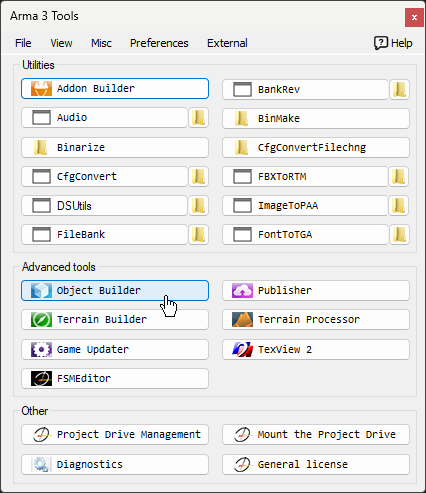 Arma 3 Tools
File View Misc Preferences External Help
Utilities
Addon Builder BankRev
Audio BinMake
Binarize CfgConvertFilechng
CfgConvert FBXToRTM
DSUtils ImageToPAA
FileBank FontToTGA
Advanced tools
Object Builder Publisher
Terrain Builder Terrain Processor
Game Updater TexView 2
FSMEditor
Other
Project Drive Management Mount the Project Drive
Diagnostics General license